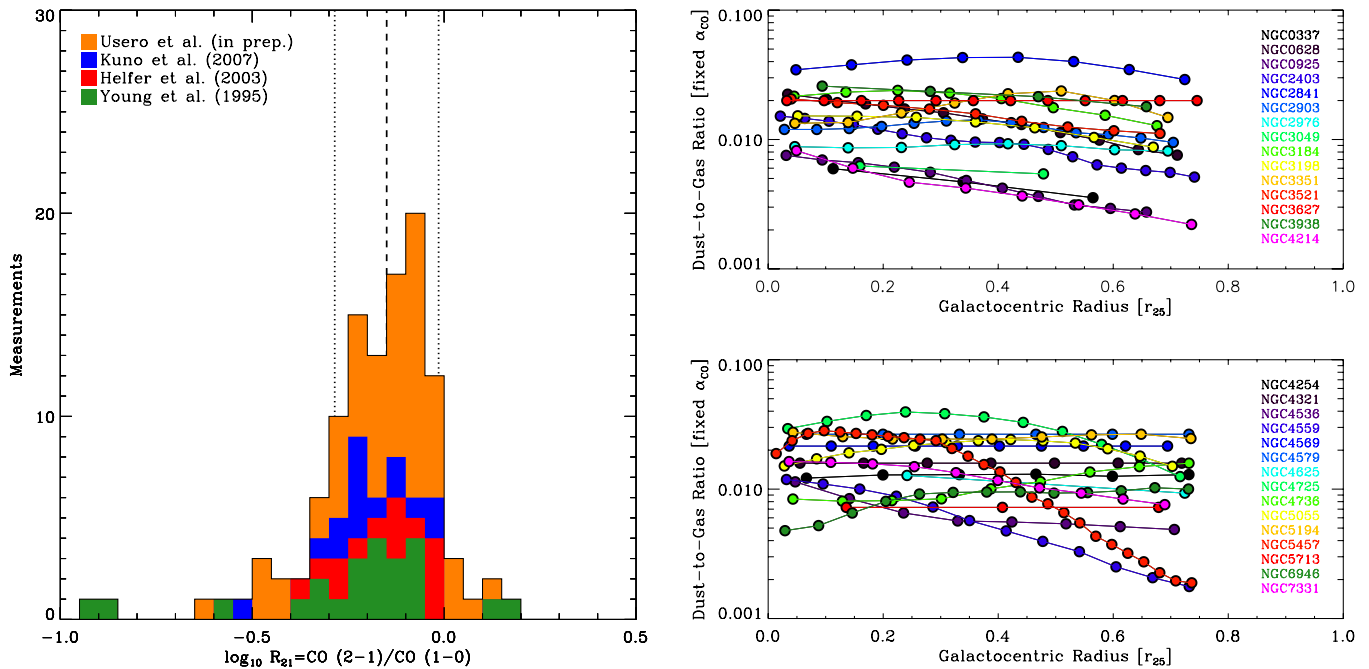 30
20
10
0
Measurements
Usero et al. (in prep.)
Kuno et al. (2007)
Helfer et al. (2003)
Young et al. (1995)
-1.0
-0.5
0.0
0.5
log₁₀ R₂₁=CO (2-1)/CO (1-0)
0.100
0.010
0.001
Dust-to-Gas Ratio [fixed α_CO]
NGC0337
NGC0628
NGC0925
NGC2403
NGC2841
NGC2903
NGC2976
NGC3049
NGC3184
NGC3198
NGC3351
NGC3521
NGC3627
NGC3938
NGC4214
0.0
0.2
0.4
0.6
0.8
1.0
Galactocentric Radius [r₂₅]
0.100
0.010
0.001
Dust-to-Gas Ratio [fixed α_CO]
NGC4254
NGC4321
NGC4536
NGC4559
NGC4569
NGC4579
NGC4625
NGC4725
NGC4736
NGC5055
NGC5194
NGC5457
NGC5713
NGC6946
NGC7331
0.0
0.2
0.4
0.6
0.8
1.0
Galactocentric Radius [r₂₅]